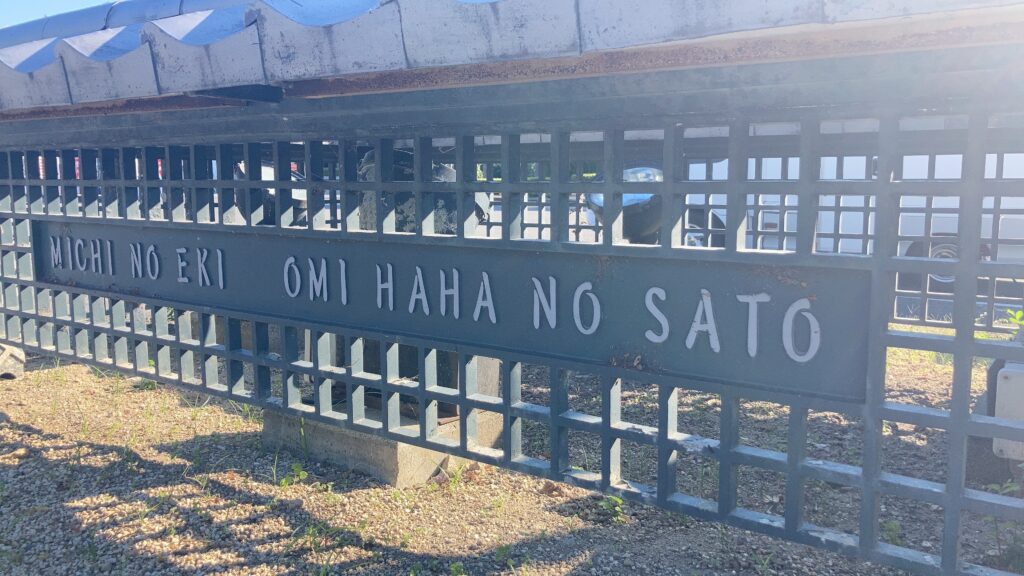 MICHI NO EKI OMI HAHA NO SATO